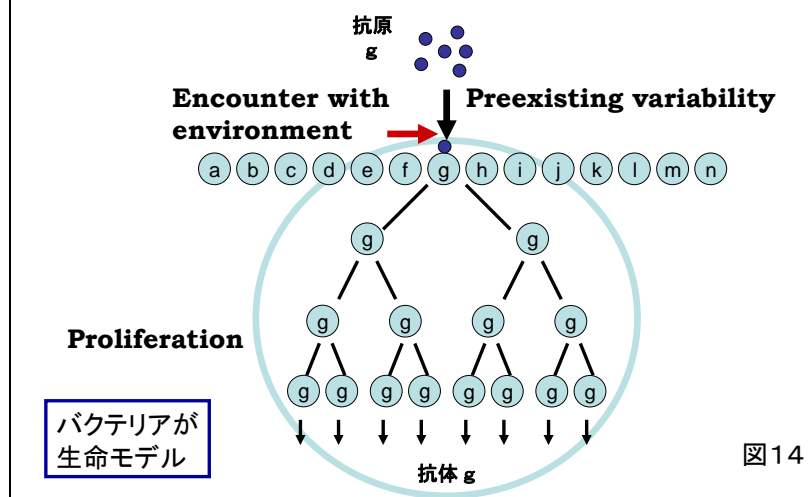 抗原
g
Encounter with
environment
Preexisting variability
a b c d e f g h i j k l m n
g g
g g g g
Proliferation
g g g g g g g g
バクテリアが
生命モデル
抗体 g
図14